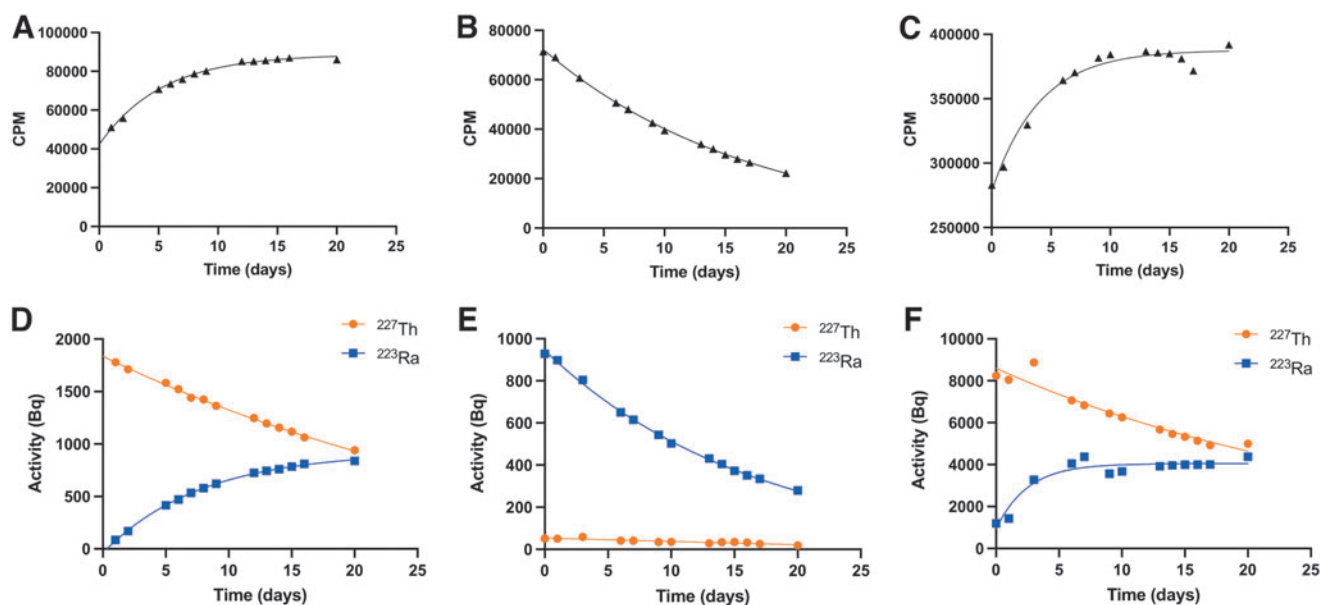 A
100000
80000
60000
40000
20000
0
CPM
0 5 10 15 20 25
Time (days)
B
80000
60000
40000
20000
0
CPM
0 5 10 15 20 25
Time (days)
C
400000
350000
300000
250000
CPM
0 5 10 15 20 25
Time (days)
D
227Th
223Ra
2000
1500
1000
500
0
Activity (Bq)
0 5 10 15 20 25
Time (days)
E
227Th
223Ra
1000
800
600
400
200
0
Activity (Bq)
0 5 10 15 20 25
Time (days)
F
227Th
223Ra
10000
8000
6000
4000
2000
0
Activity (Bq)
0 5 10 15 20 25
Time (days)